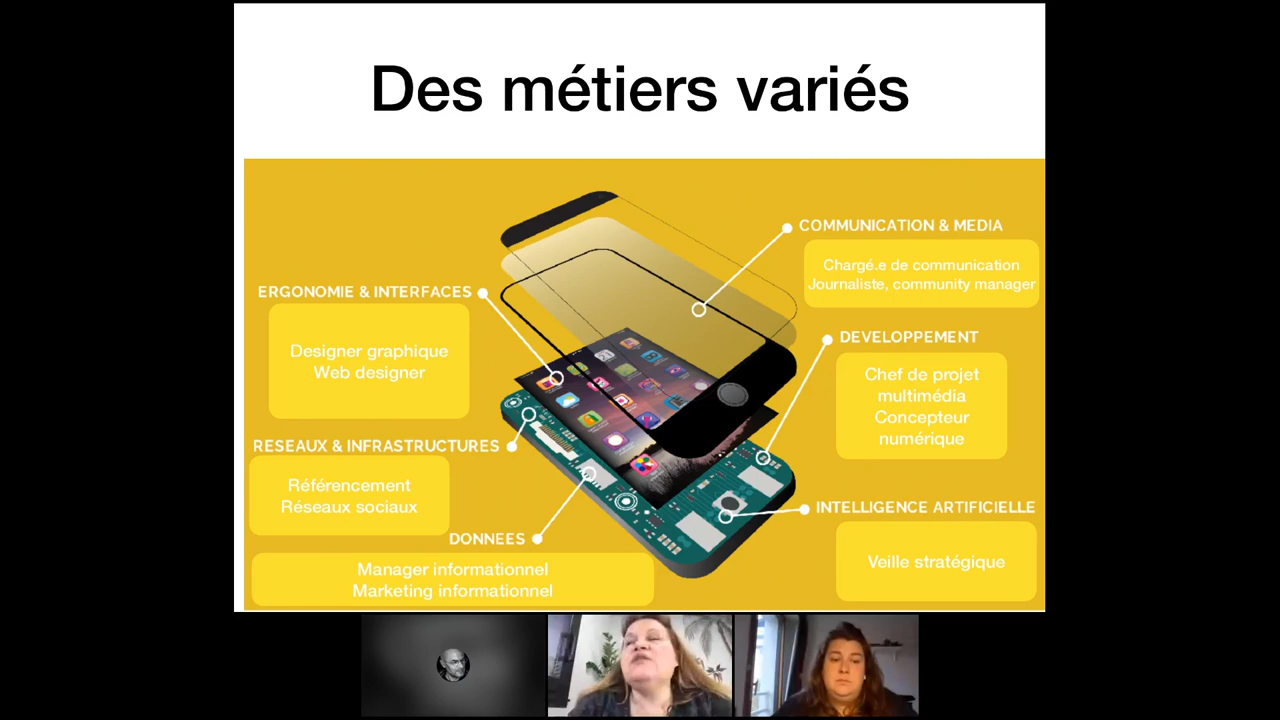 Des métiers variés
COMMUNICATION & MEDIA
Chargé.e de communication
Journaliste, community manager
ERGONOMIE & INTERFACES
Designer graphique
Web designer
DEVELOPPEMENT
Chef de projet
multimédia
Concepteur
numérique
RESEAUX & INFRASTRUCTURES
Référencement
Réseaux sociaux
INTELLIGENCE ARTIFICIELLE
Veille stratégique
DONNEES
Manager informationnel
Marketing informationnel